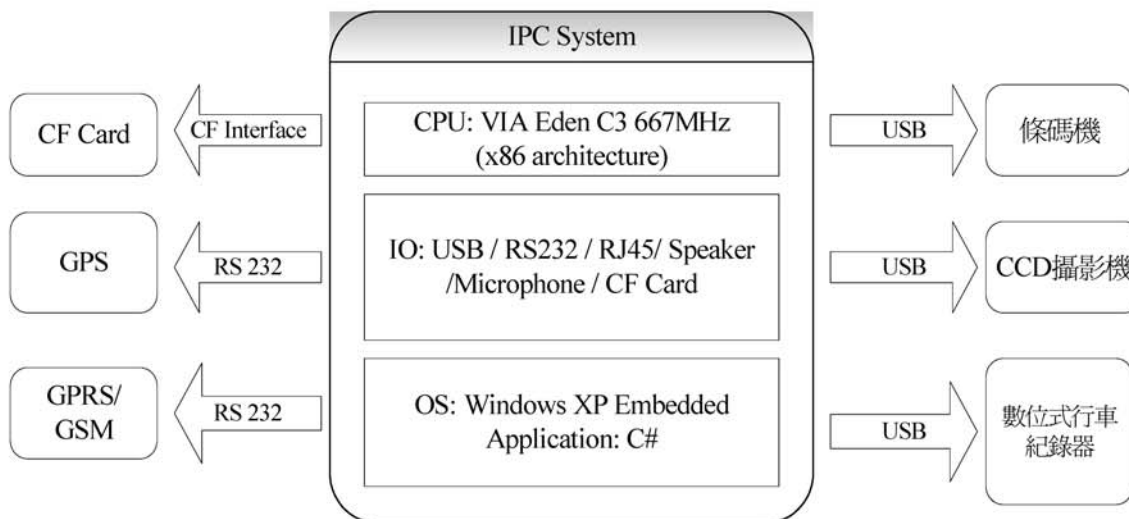 IPC System
CF Card
CF Interface
CPU: VIA Eden C3 667MHz
(x86 architecture)
USB
條碼機
GPS
RS 232
IO: USB / RS232 / RJ45/ Speaker
/Microphone / CF Card
USB
CCD攝影機
GPRS/
GSM
RS 232
OS: Windows XP Embedded
Application: C#
USB
數位式行車
紀錄器